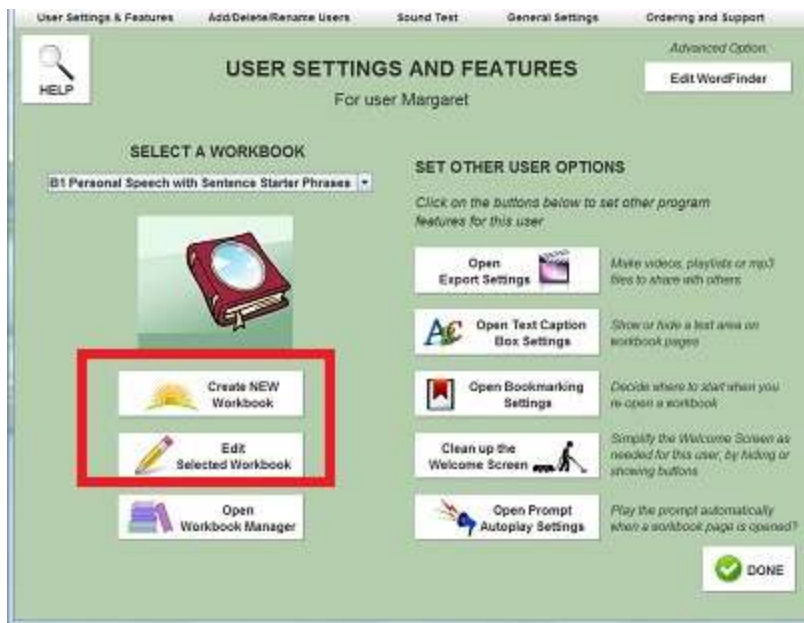 User Settings & Features Add/Delete/Rename Users Sound Test General Settings Ordering and Support
HELP
USER SETTINGS AND FEATURES
For user Margaret
Advanced Option
Edit WordFinder
SELECT A WORKBOOK
B1 Personal Speech with Sentence Starter Phrases
Create NEW
Workbook
Edit
Selected Workbook
Open
Workbook Manager
SET OTHER USER OPTIONS
Click on the buttons below to set other program
features for this user
Open
Export Settings
Make videos, playlists or mp3
files to share with others
Open Text Caption
Box Settings
Show or hide a text area on
workbook pages
Open Bookmarking
Settings
Decide where to start when you
re-open a workbook
Clean up the
Welcome Screen
Simplify the Welcome Screen as
needed for this user, by hiding or
showing buttons
Open Prompt
Autoplay Settings
Play the prompt automatically
when a workbook page is opened?
DONE